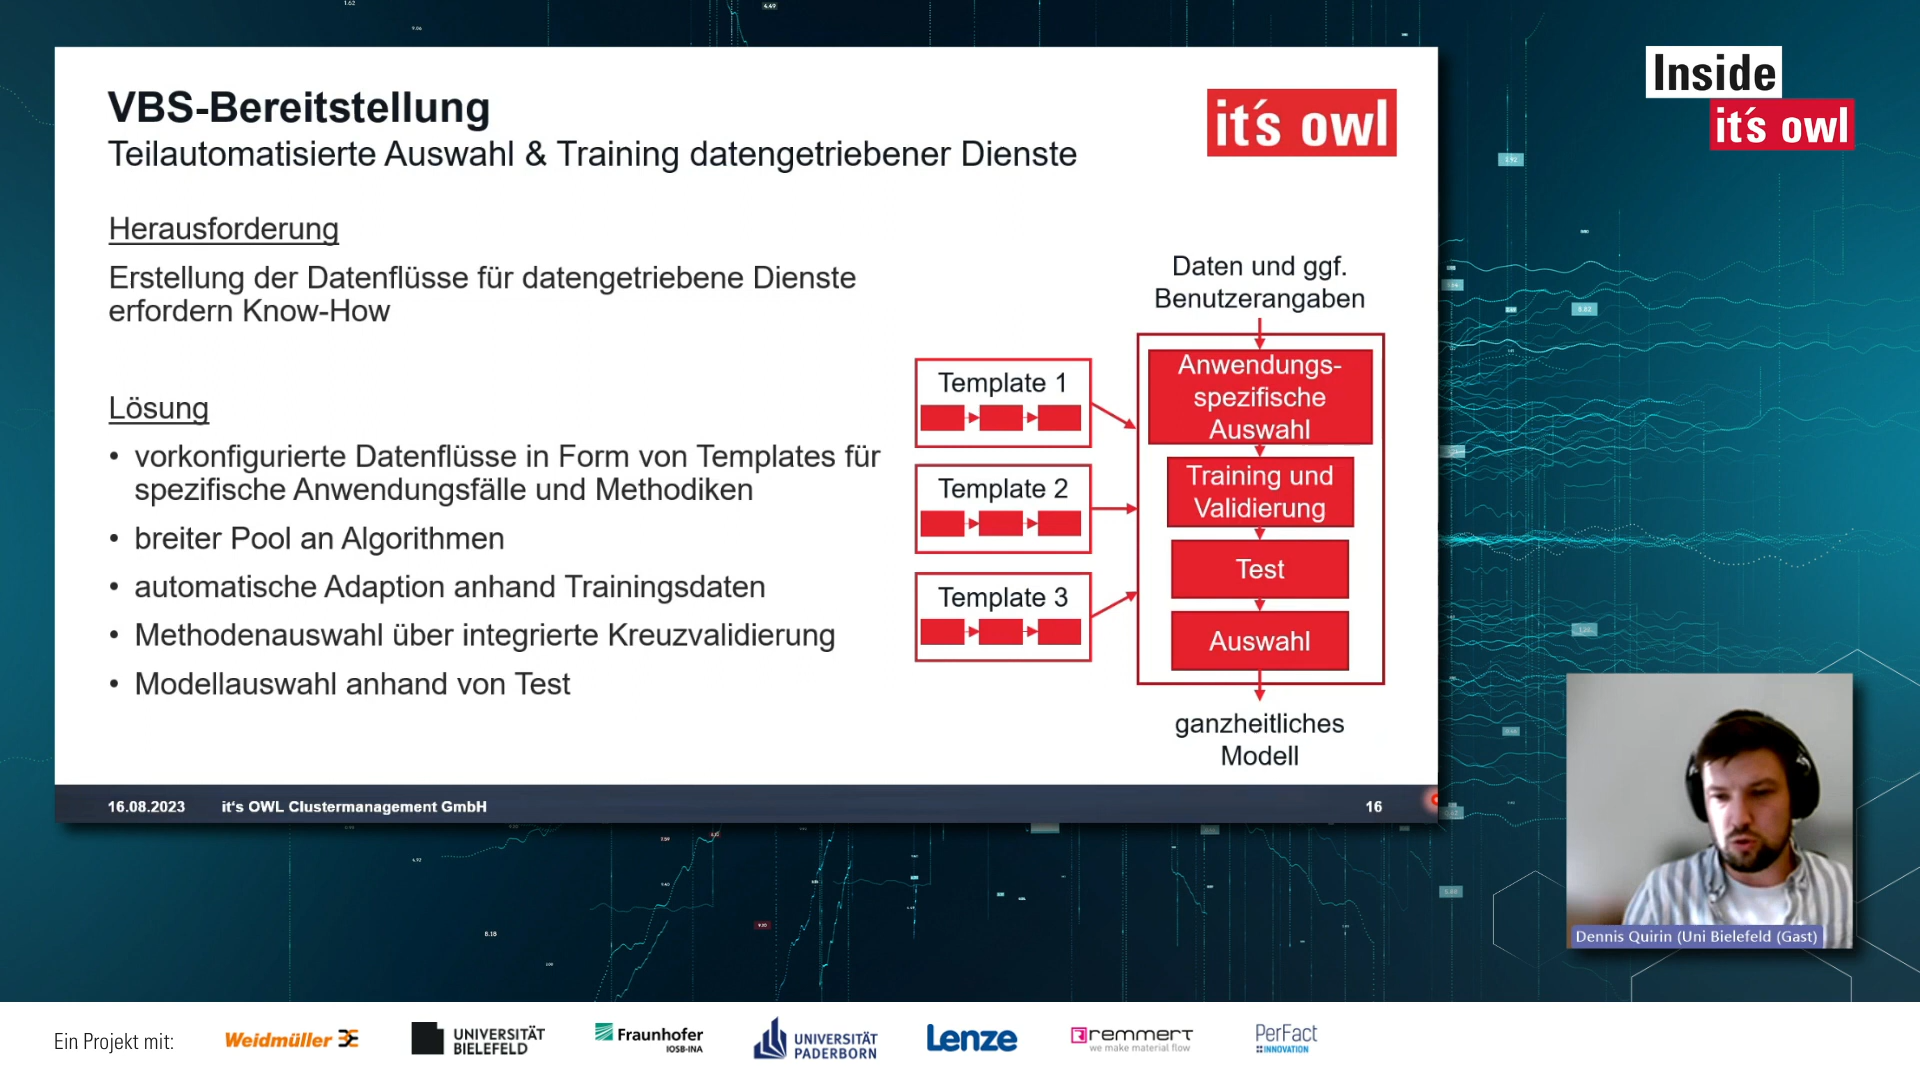 Inside
it's owl
VBS-Bereitstellung
Teilautomatisierte Auswahl & Training datengetriebener Dienste
it's owl
Herausforderung
Erstellung der Datenflüsse für datengetriebene Dienste
erfordern Know-How
Lösung
• vorkonfigurierte Datenflüsse in Form von Templates für
spezifische Anwendungsfälle und Methodiken
• breiter Pool an Algorithmen
• automatische Adaption anhand Trainingsdaten
• Methodenauswahl über integrierte Kreuzvalidierung
• Modellauswahl anhand von Test
Daten und ggf.
Benutzerangaben
Template 1
Template 2
Template 3
Anwendungs-
spezifische
Auswahl
Training und
Validierung
Test
Auswahl
ganzheitliches
Modell
16.08.2023 it's OWL Clustermanagement GmbH 16
Dennis Quirin (Uni Bielefeld (Gast)
Ein Projekt mit:
Weidmüller
UNIVERSITÄT
BIELEFELD
Fraunhofer
IOSB-INA
UNIVERSITÄT
PADERBORN
Lenze
remmert
we make material flow
PerFact
INNOVATION